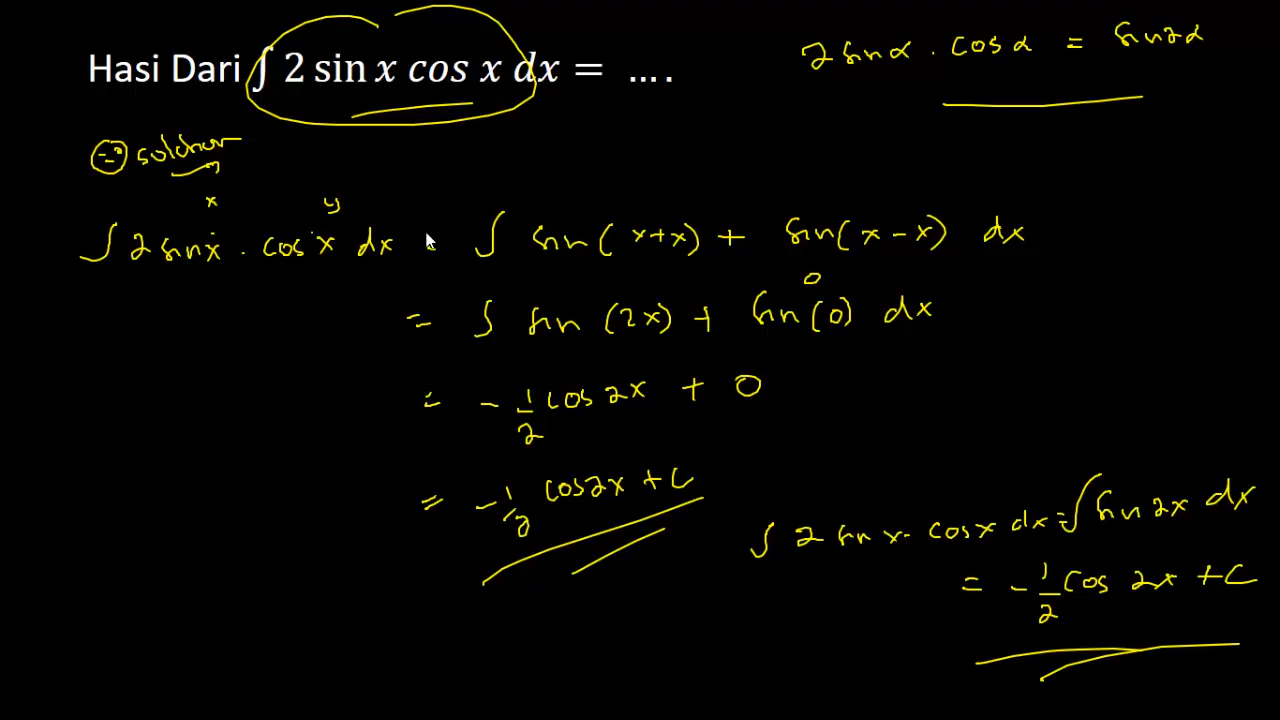 Hasi Dari ∫ 2 sin x cos x dx = ... .
2 sin α . cos α = sin 2α
x y
∫ 2 sin x . cos x dx = ∫ sin(x+x) + sin(x-x) dx
0
= ∫ sin (2x) + sin (0) dx
= -1/2 cos 2x + 0
= -1/2 cos 2x + C
∫ 2 sin x . cos x dx = ∫ sin 2x dx
= -1/2 cos 2x + C